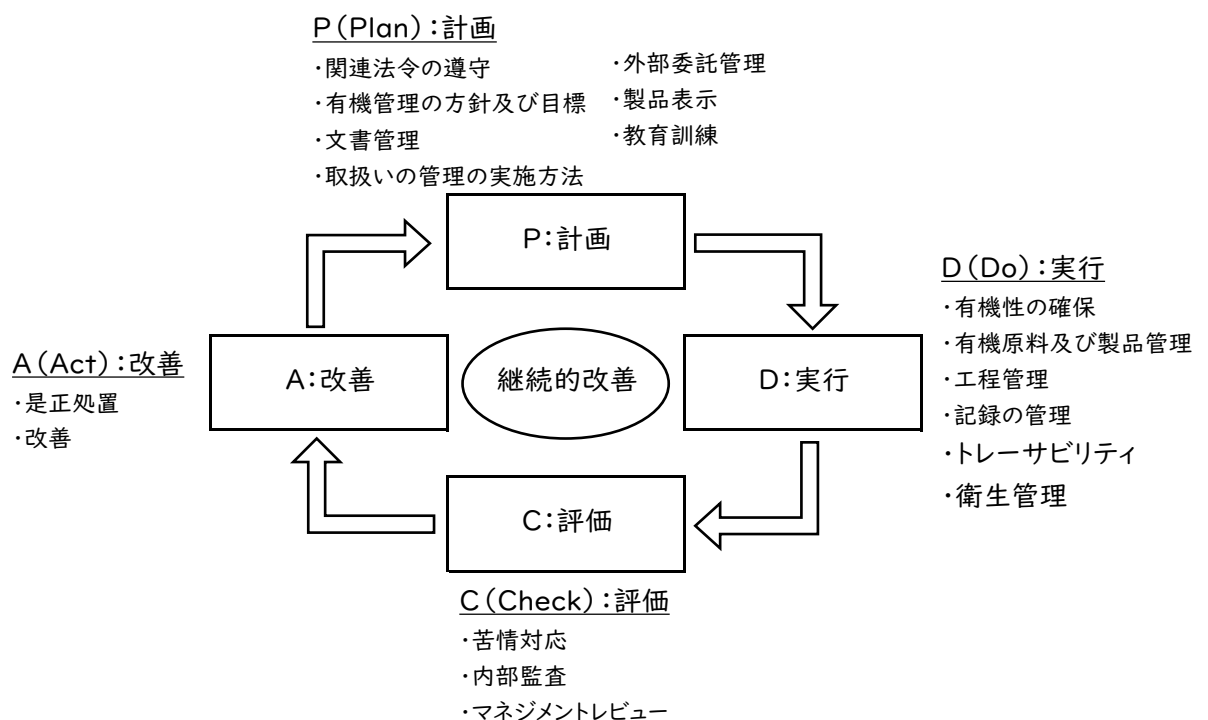 P(Plan):計画
・関連法令の遵守
・有機管理の方針及び目標
・文書管理
・取扱いの管理の実施方法
・外部委託管理
・製品表示
・教育訓練
P:計画
D(Do):実行
・有機性の確保
・有機原料及び製品管理
・工程管理
・記録の管理
・トレーサビリティ
・衛生管理
A(Act):改善
・是正処置
・改善
A:改善
継続的改善
D:実行
C:評価
C(Check):評価
・苦情対応
・内部監査
・マネジメントレビュー